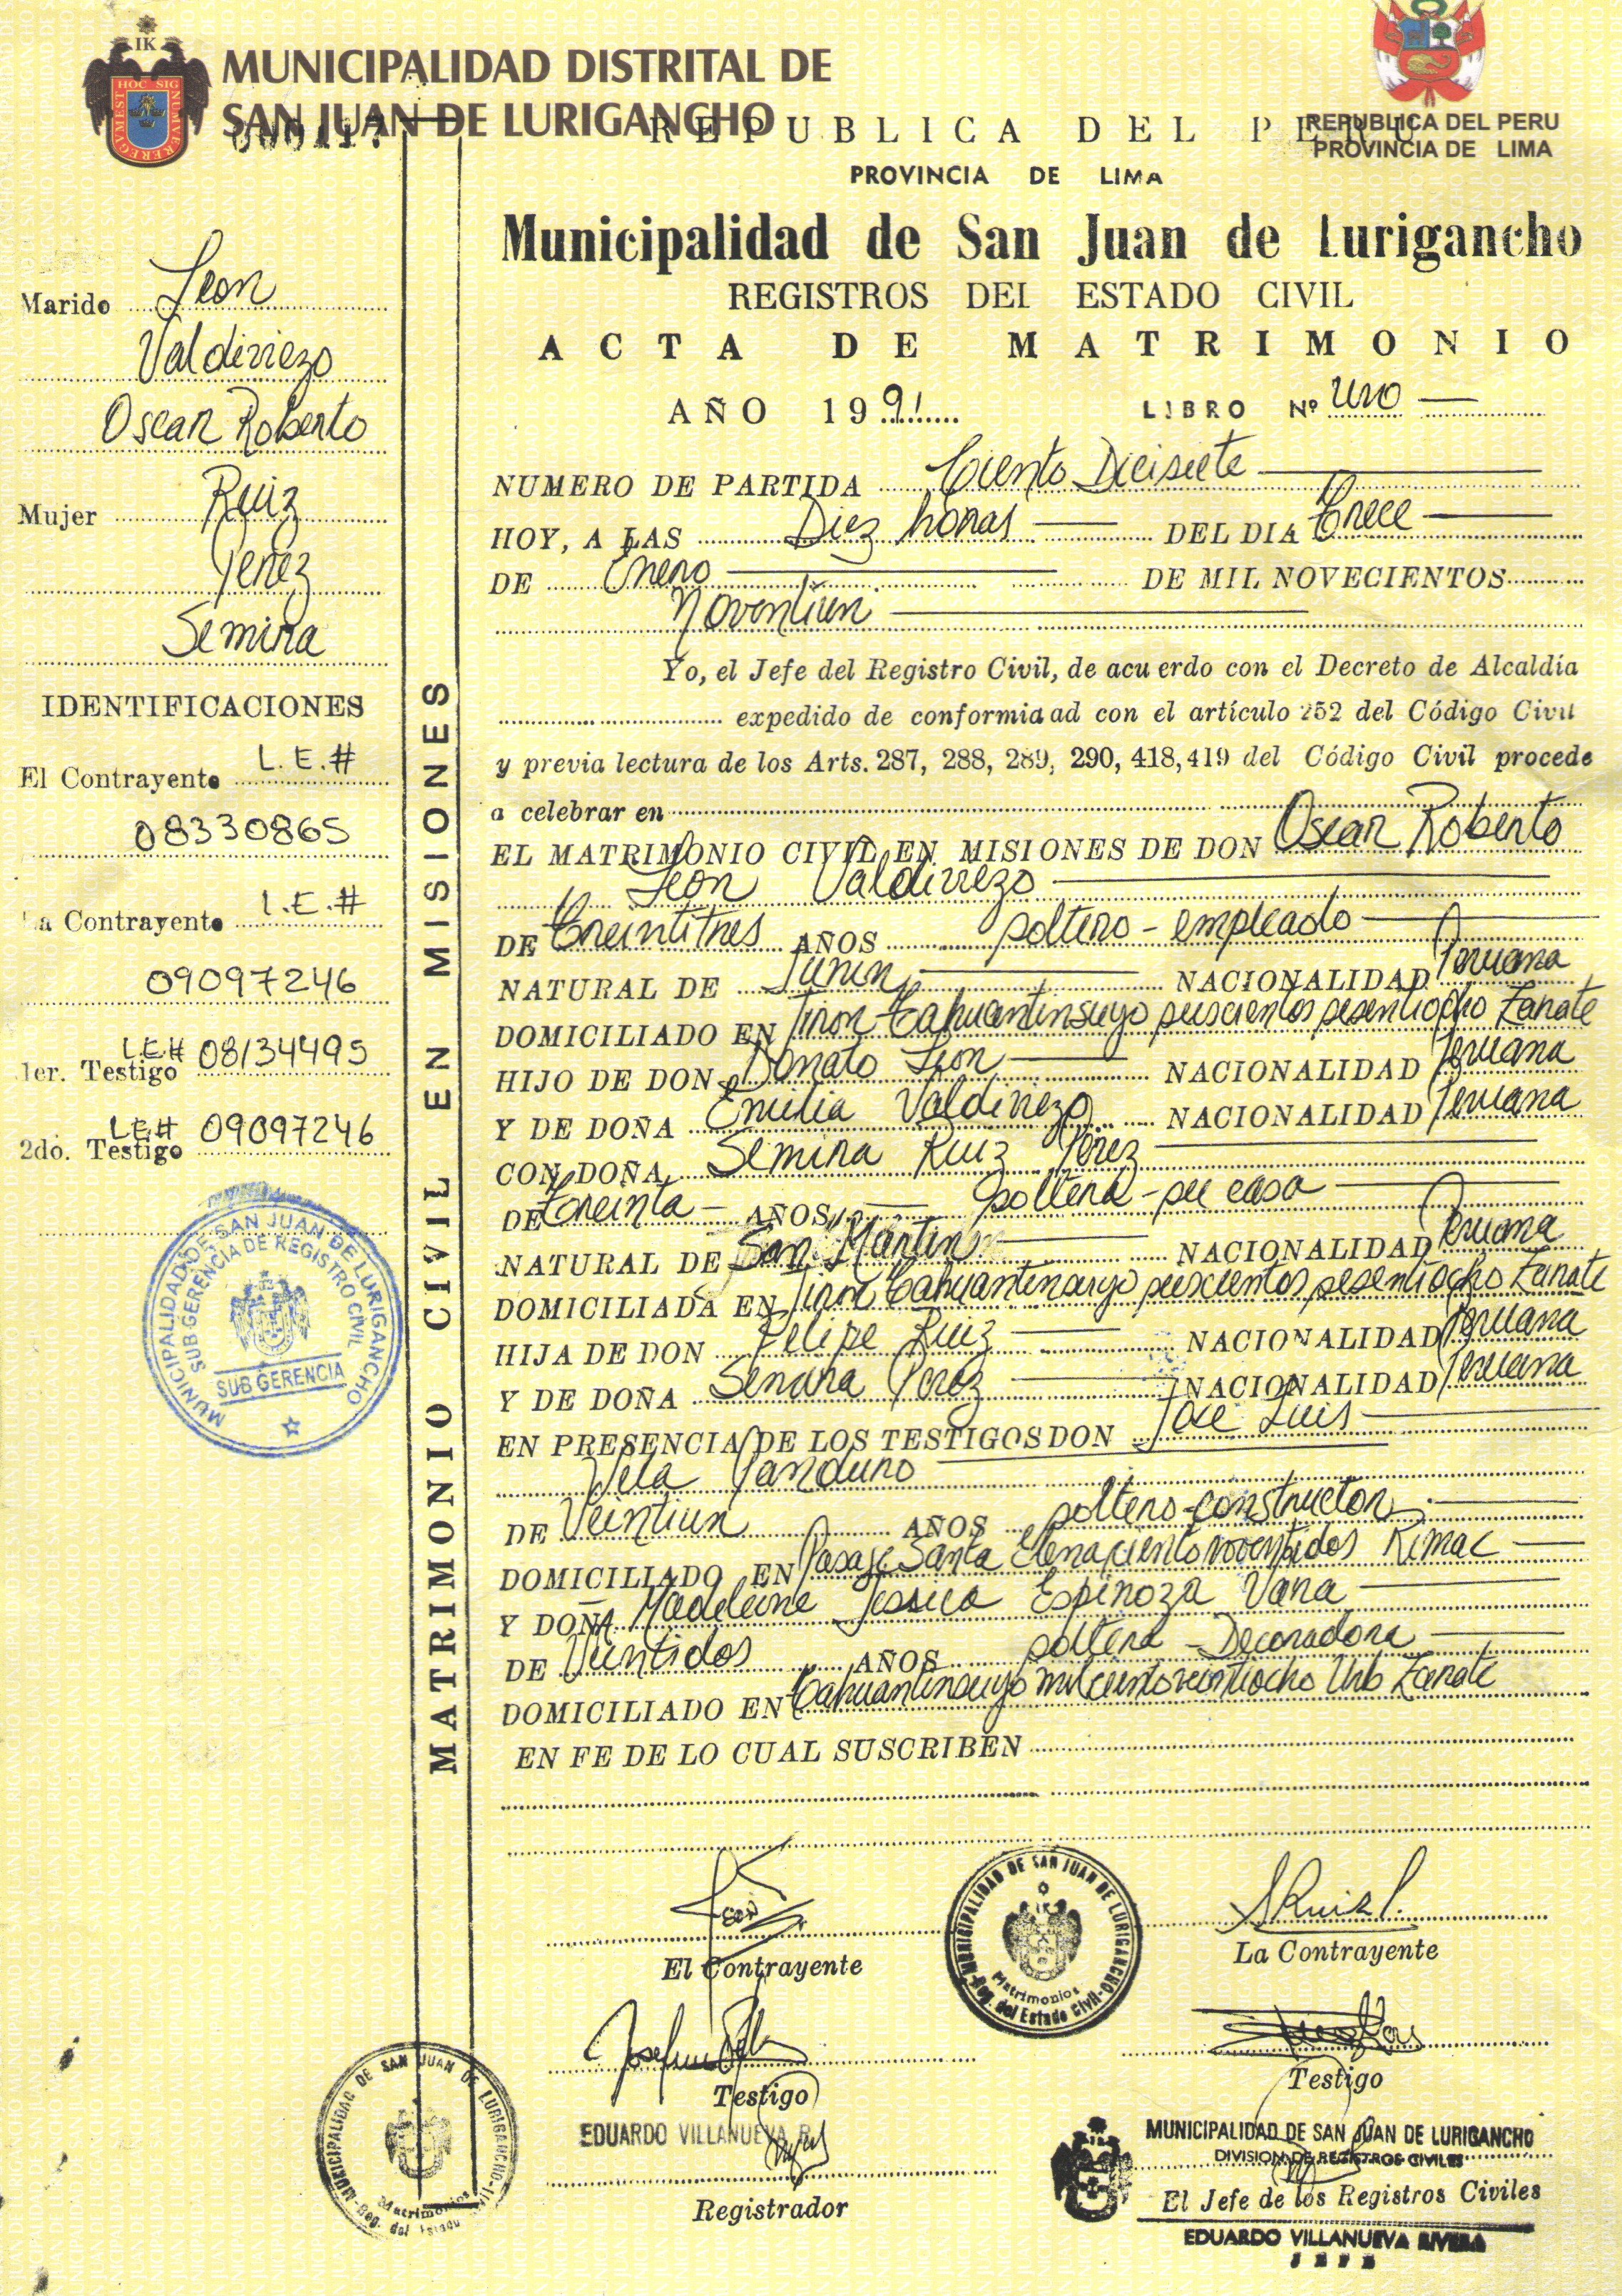 MUNICIPALIDAD DISTRITAL DE
SAN JUAN DE LURIGANCHO
000117
REPUBLICA DEL PERU
PROVINCIA DE LIMA
REPUBLICA DEL PERU
PROVINCIA DE LIMA
Municipalidad de San Juan de Lurigancho
REGISTROS DEL ESTADO CIVIL
ACTA DE MATRIMONIO
AÑO 1991
LIBRO Nº uno
Marido Leon
Valdiviezo
Oscar Roberto
Mujer Ruiz
Perez
Semira
IDENTIFICACIONES
El Contrayente L.E.#
08330865
La Contrayente L.E.#
09097246
1er. Testigo LE# 08134495
2do. Testigo LE# 09097246
MUNICIPALIDAD DE SAN JUAN DE LURIGANCHO
SUB GERENCIA DE REGISTRO CIVIL
SUB GERENCIA
MATRIMONIO CIVIL EN MISIONES
NUMERO DE PARTIDA Ciento Diecisiete
HOY, A LAS Diez horas DEL DIA trece
DE Enero DE MIL NOVECIENTOS
Noventiun
Yo, el Jefe del Registro Civil, de acuerdo con el Decreto de Alcaldía
expedido de conformidad con el artículo 252 del Código Civil
y previa lectura de los Arts. 287, 288, 289, 290, 418, 419 del Código Civil procede
a celebrar en
EL MATRIMONIO CIVIL EN MISIONES DE DON Oscar Roberto
Leon Valdiviezo
DE treintitres AÑOS soltero - empleado
NATURAL DE Junin NACIONALIDAD Peruana
DOMICILIADO EN Jiron Tahuantinsuyo seiscientos sesentiocho Zarate
HIJO DE DON Donato Leon NACIONALIDAD Peruana
Y DE DOÑA Emilia Valdiviezo NACIONALIDAD Peruana
CON DOÑA Semira Ruiz Pérez
DE treinta AÑOS soltera - su casa
NATURAL DE San Martin NACIONALIDAD Peruana
DOMICILIADA EN Jiron Tahuantinsuyo seiscientos sesentiocho Zarate
HIJA DE DON Felipe Ruiz NACIONALIDAD Peruana
Y DE DOÑA Perez NACIONALIDAD Peruana
EN PRESENCIA DE LOS TESTIGOS DON Jose Luis
Vela Panduro
DE Veintiun AÑOS soltero - constructor
DOMICILIADO EN Pasaje Santa Elena ciento noventidos Rimac
Y DOÑA Madeleine Jessica Espinoza Vana
DE Veintidos AÑOS soltera - Decoradora
DOMICILIADO EN Tahuantinsuyo mil ciento veintiocho Urb Zarate
EN FE DE LO CUAL SUSCRIBEN
Leon
El Contrayente
MUNICIPALIDAD DE SAN JUAN DE LURIGANCHO
Matrimonios
Reg. del Estado Civil
SRuiz P.
La Contrayente
Testigo
Testigo
MUNICIPALIDAD DE SAN JUAN DE LURIGANCHO
Matrimonios
Reg. del Estado
EDUARDO VILLANUEVA R.
Registrador
MUNICIPALIDAD DE SAN JUAN DE LURIGANCHO
DIVISION DE REGISTROS CIVILES
El Jefe de los Registros Civiles
EDUARDO VILLANUEVA RIVERA
JEFE